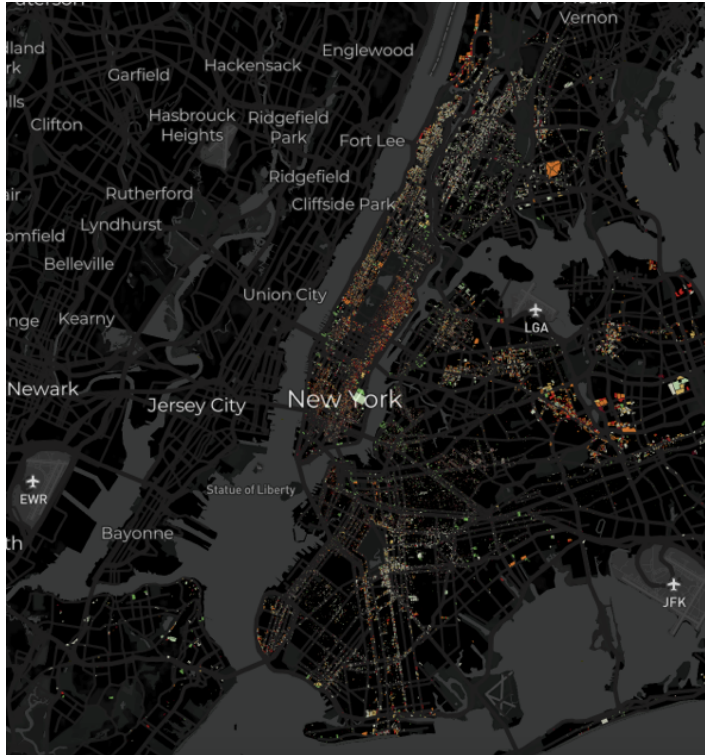 Mount
Vernon
Englewood
Hackensack
Garfield
Clifton
Hasbrouck
Heights
Ridgefield
Park
Fort Lee
Ridgefield
Rutherford
Cliffside Park
Lyndhurst
Belleville
Union City
Kearny
LGA
Newark
Jersey City
New York
EWR
Statue of Liberty
Bayonne
JFK